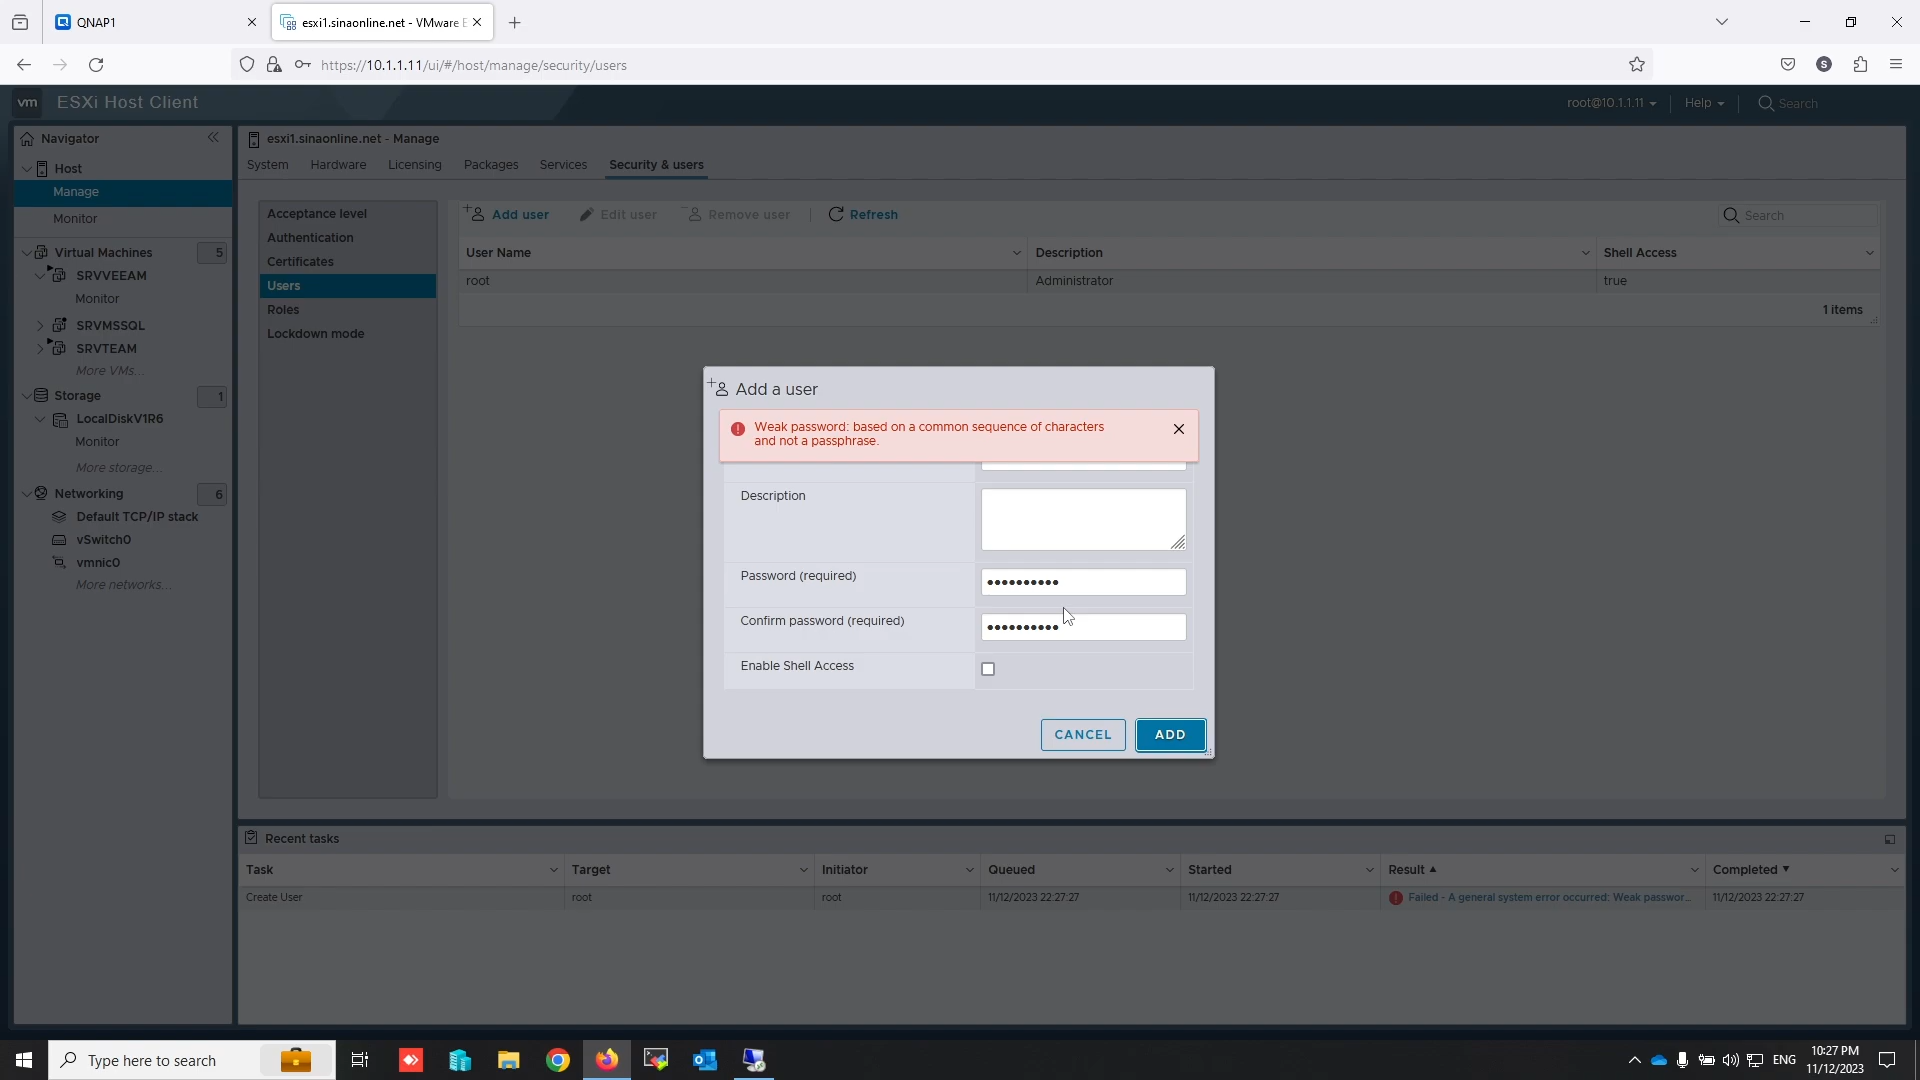 QNAP1
esxi1.sinaonline.net - VMware E
https://10.1.1.11/ui/#/host/manage/security/users
S
vm
ESXi Host Client
root@10.1.1.11
Help
Search
Navigator
Host
Manage
Monitor
Virtual Machines
5
SRVVEEAM
Monitor
SRVMSSQL
SRVTEAM
More VMs...
Storage
1
LocalDiskV1R6
Monitor
More storage...
Networking
6
Default TCP/IP stack
vSwitch0
vmnic0
More networks...
esxi1.sinaonline.net - Manage
System
Hardware
Licensing
Packages
Services
Security & users
Acceptance level
Authentication
Certificates
Users
Roles
Lockdown mode
Add user
Edit user
Remove user
Refresh
Search
User Name
Description
Shell Access
root
Administrator
true
1 items
Add a user
Weak password: based on a common sequence of characters
and not a passphrase.
Description
Password (required)
••••••••••
Confirm password (required)
••••••••••
Enable Shell Access
CANCEL
ADD
Recent tasks
Task
Target
Initiator
Queued
Started
Result
Completed
Create User
root
root
11/12/2023 22:27:27
11/12/2023 22:27:27
Failed - A general system error occurred: Weak passwor...
11/12/2023 22:27:27
Type here to search
ENG
10:27 PM
11/12/2023